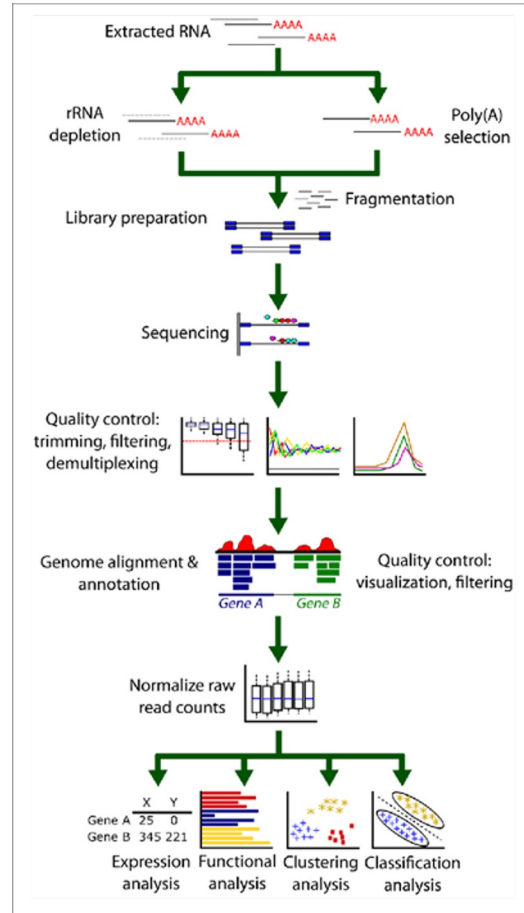 Extracted RNA
AAAA
AAAA
rRNA
depletion
AAAA
AAAA
AAAA
AAAA
Poly(A)
selection
Library preparation
Fragmentation
Sequencing
Quality control:
trimming, filtering,
demultiplexing
Genome alignment &
annotation
Gene A
Gene B
Quality control:
visualization, filtering
Normalize raw
read counts
X Y
Gene A 25 0
Gene B 345 221
Expression
analysis
Functional
analysis
Clustering
analysis
Classification
analysis